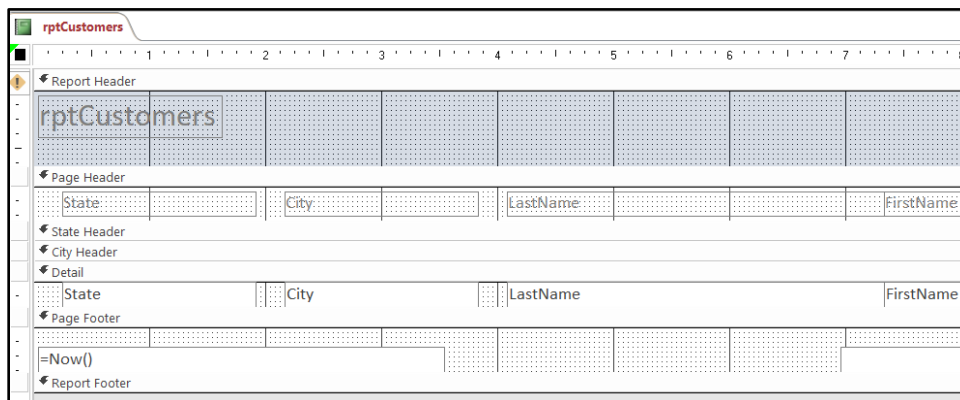 rptCustomers
1 2 3 4 5 6 7
Report Header
rptCustomers
Page Header
State City LastName FirstName
State Header
City Header
Detail
State City LastName FirstName
Page Footer
=Now()
Report Footer